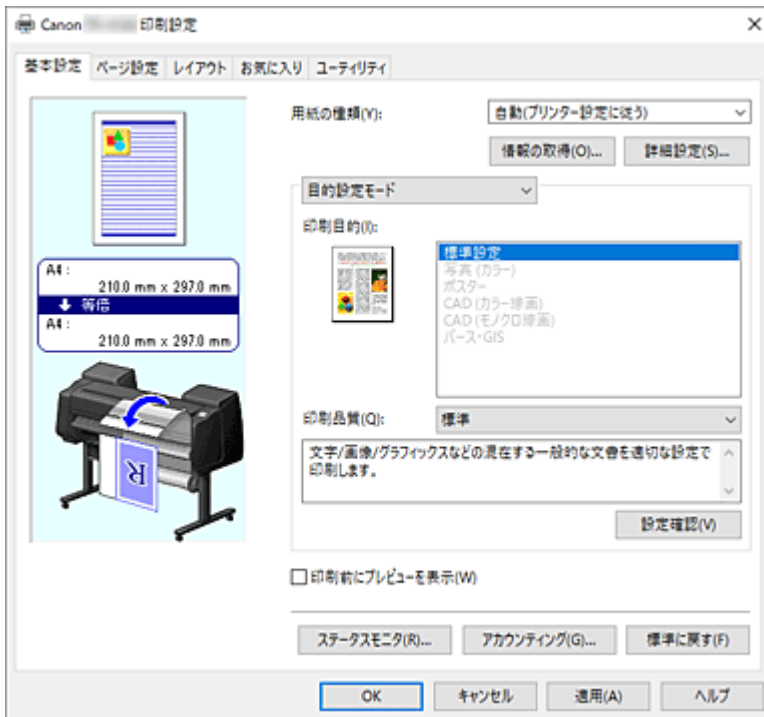 Canon 印刷設定
基本設定 ページ設定 レイアウト お気に入り ユーティリティ
用紙の種類(Y): 自動(プリンター設定に従う)
情報の取得(O)... 詳細設定(S)...
目的設定モード
印刷目的(I):
標準設定
写真 (カラー)
ポスター
CAD (カラー線画)
CAD (モノクロ線画)
パース・GIS
A4 :
210.0 mm x 297.0 mm
等倍
A4 :
210.0 mm x 297.0 mm
R
印刷品質(Q): 標準
文字/画像/グラフィックスなどの混在する一般的な文書を適切な設定で
印刷します。
設定確認(V)
印刷前にプレビューを表示(W)
ステータスモニタ(R)... アカウンティング(G)... 標準に戻す(F)
OK キャンセル 適用(A) ヘルプ